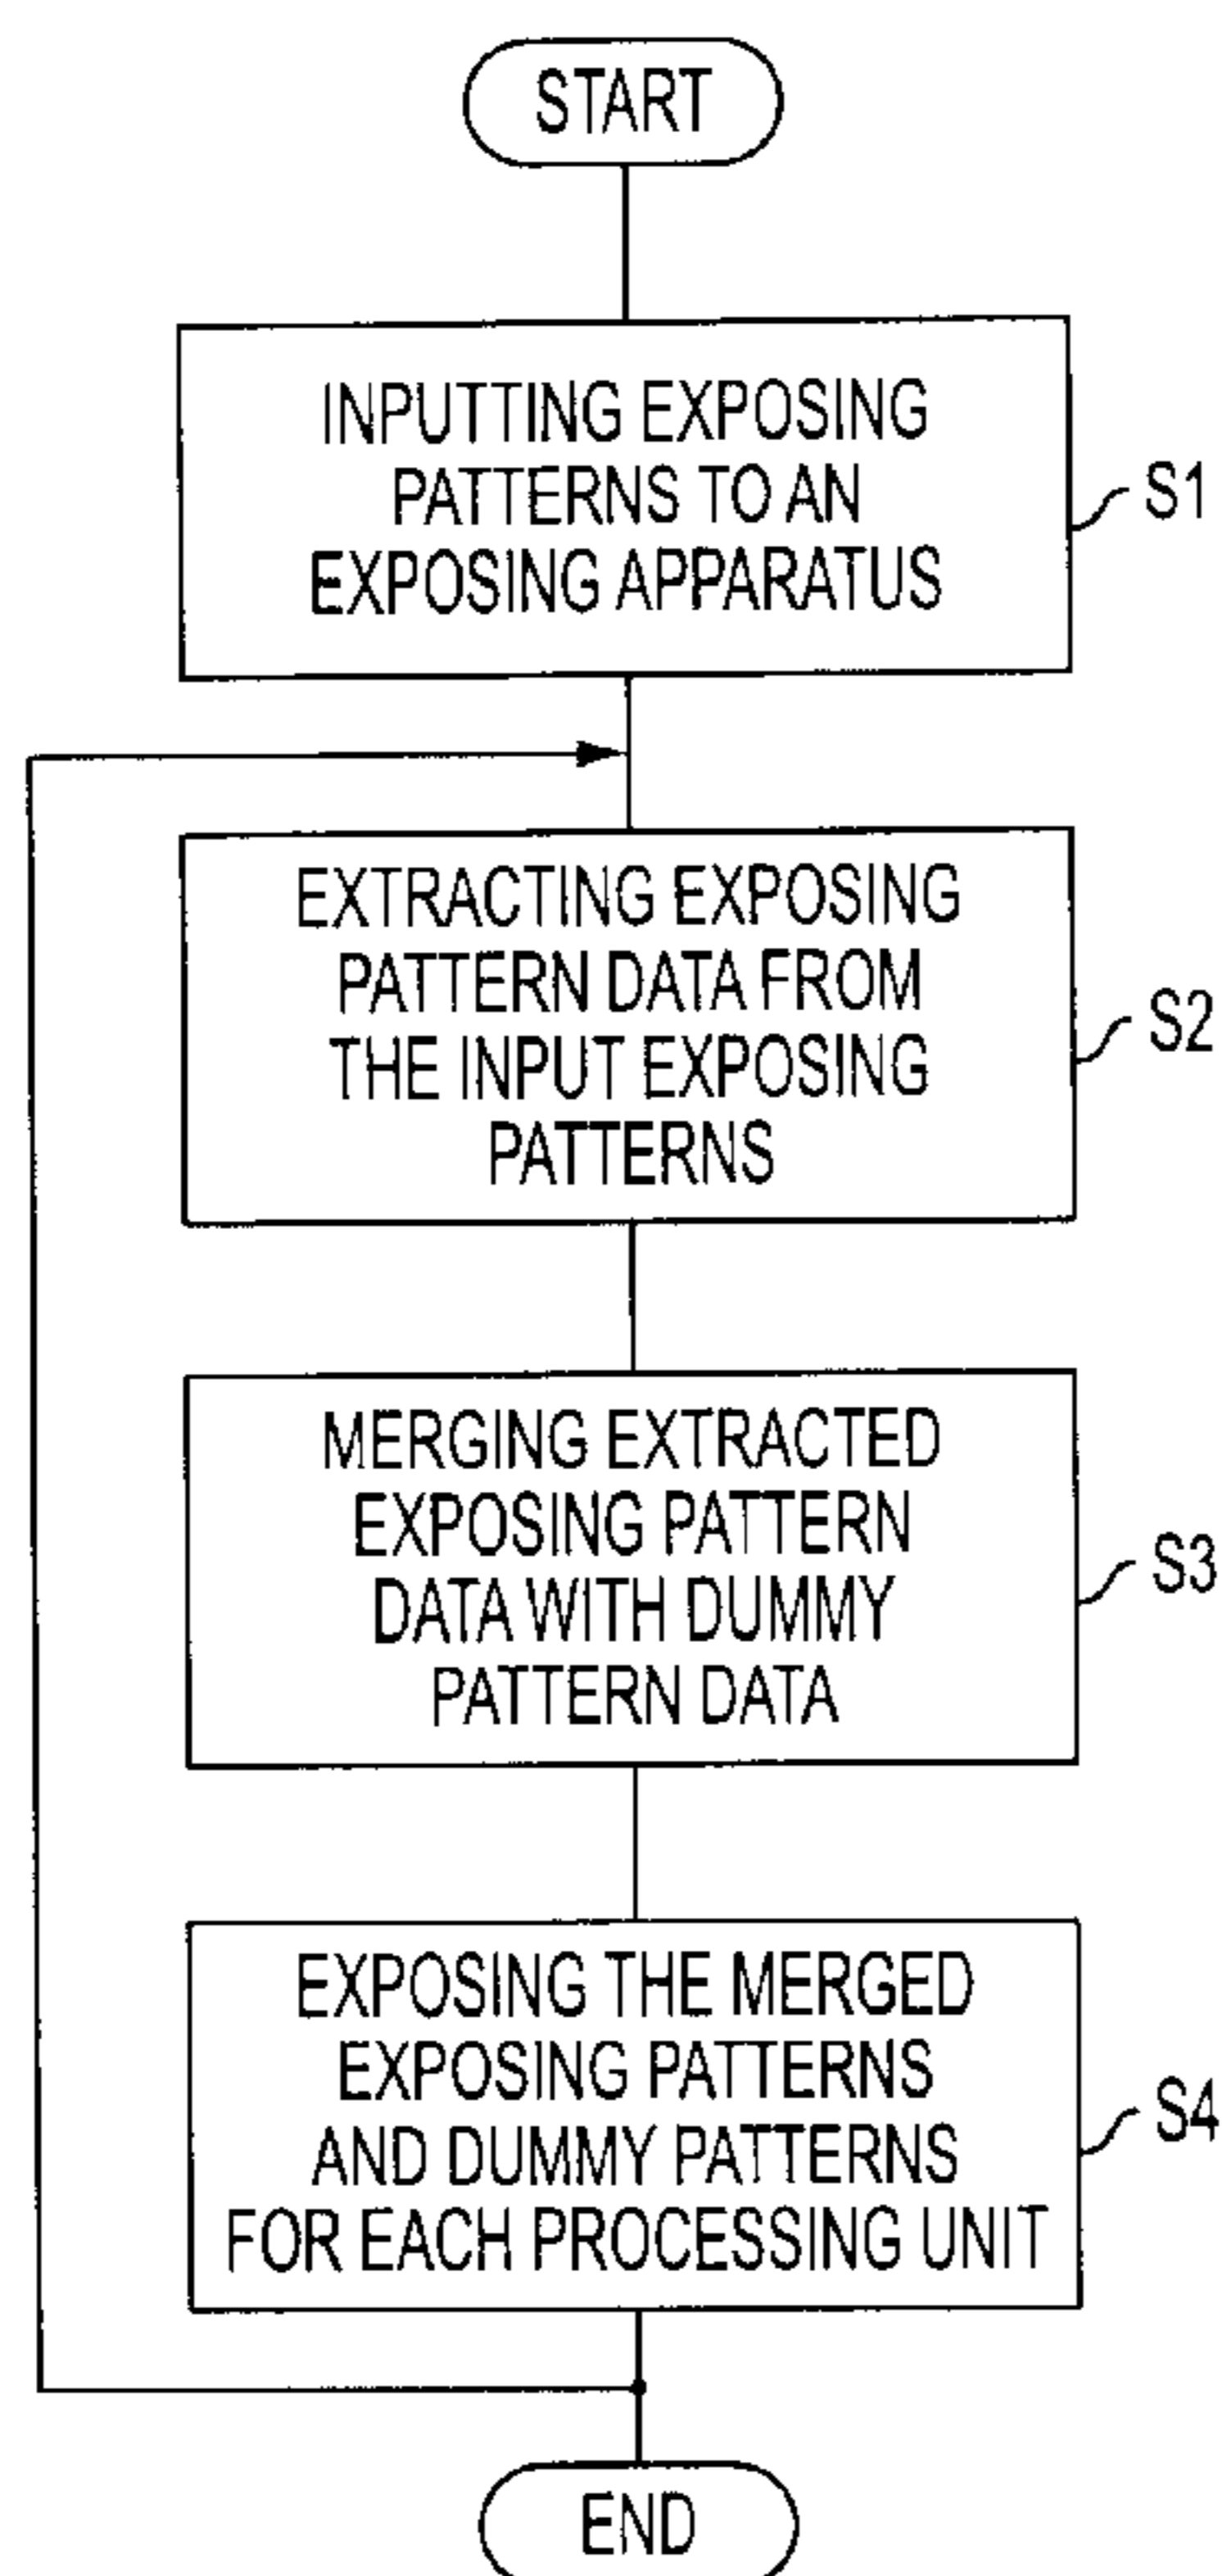 START
INPUTTING EXPOSING
PATTERNS TO AN
EXPOSING APPARATUS
S1
EXTRACTING EXPOSING
PATTERN DATA FROM
THE INPUT EXPOSING
PATTERNS
S2
MERGING EXTRACTED
EXPOSING PATTERN
DATA WITH DUMMY
PATTERN DATA
S3
EXPOSING THE MERGED
EXPOSING PATTERNS
AND DUMMY PATTERNS
FOR EACH PROCESSING UNIT
S4
END